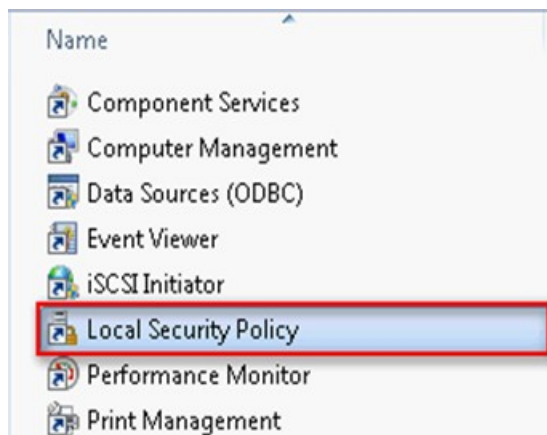 Name
Component Services
Computer Management
Data Sources (ODBC)
Event Viewer
iSCSI Initiator
Local Security Policy
Performance Monitor
Print Management